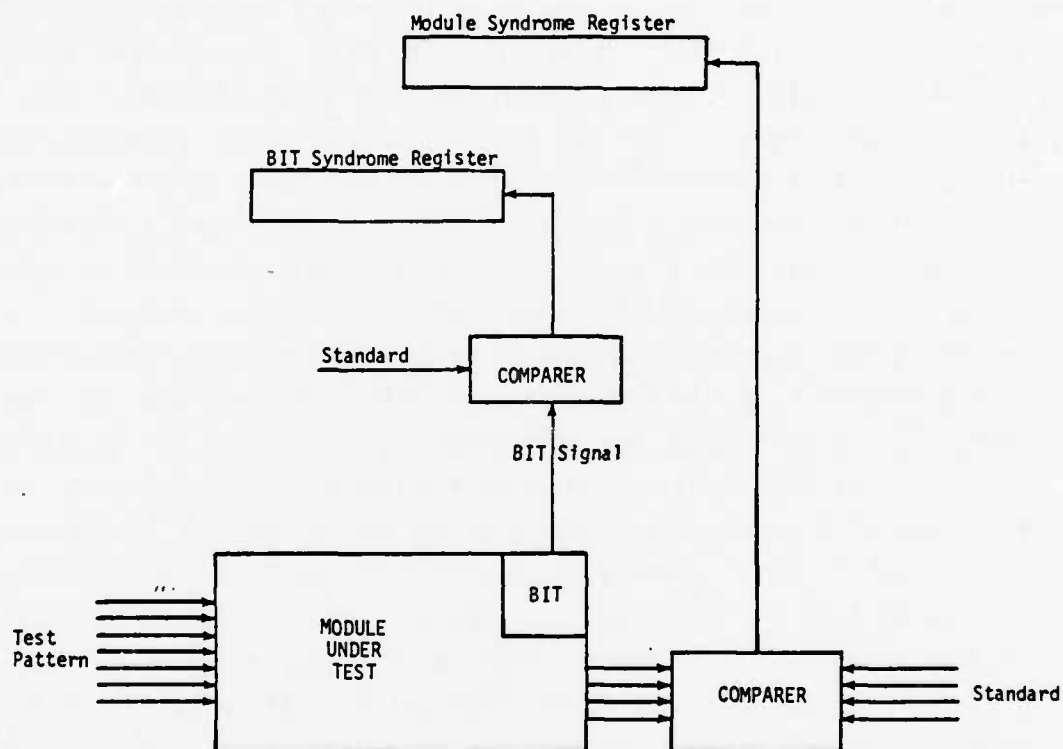 Module Syndrome Register
BIT Syndrome Register
Standard
COMPARER
BIT Signal
BIT
Test
Pattern
MODULE
UNDER
TEST
COMPARER
Standard